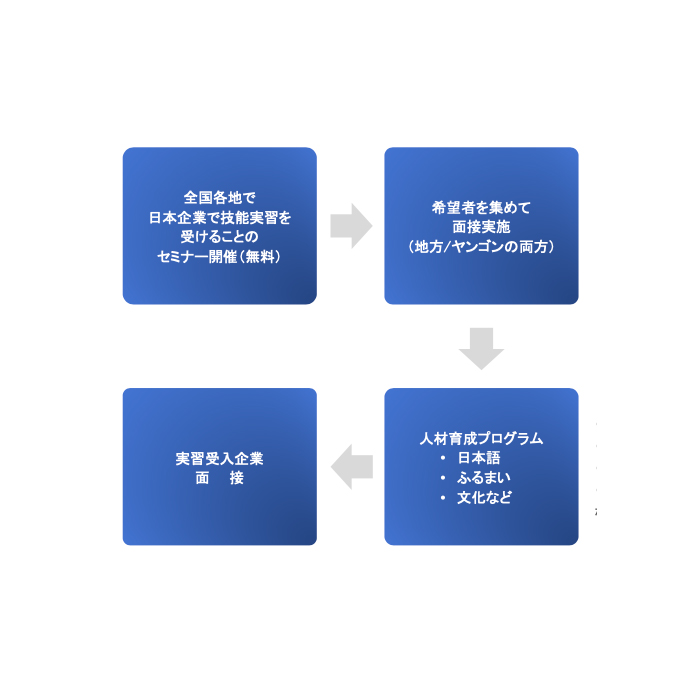 全国各地で
日本企業で技能実習を
受けることの
セミナー開催（無料）
希望者を集めて
面接実施
（地方/ヤンゴンの両方）
人材育成プログラム
• 日本語
• ふるまい
• 文化など
実習受入企業
面　接